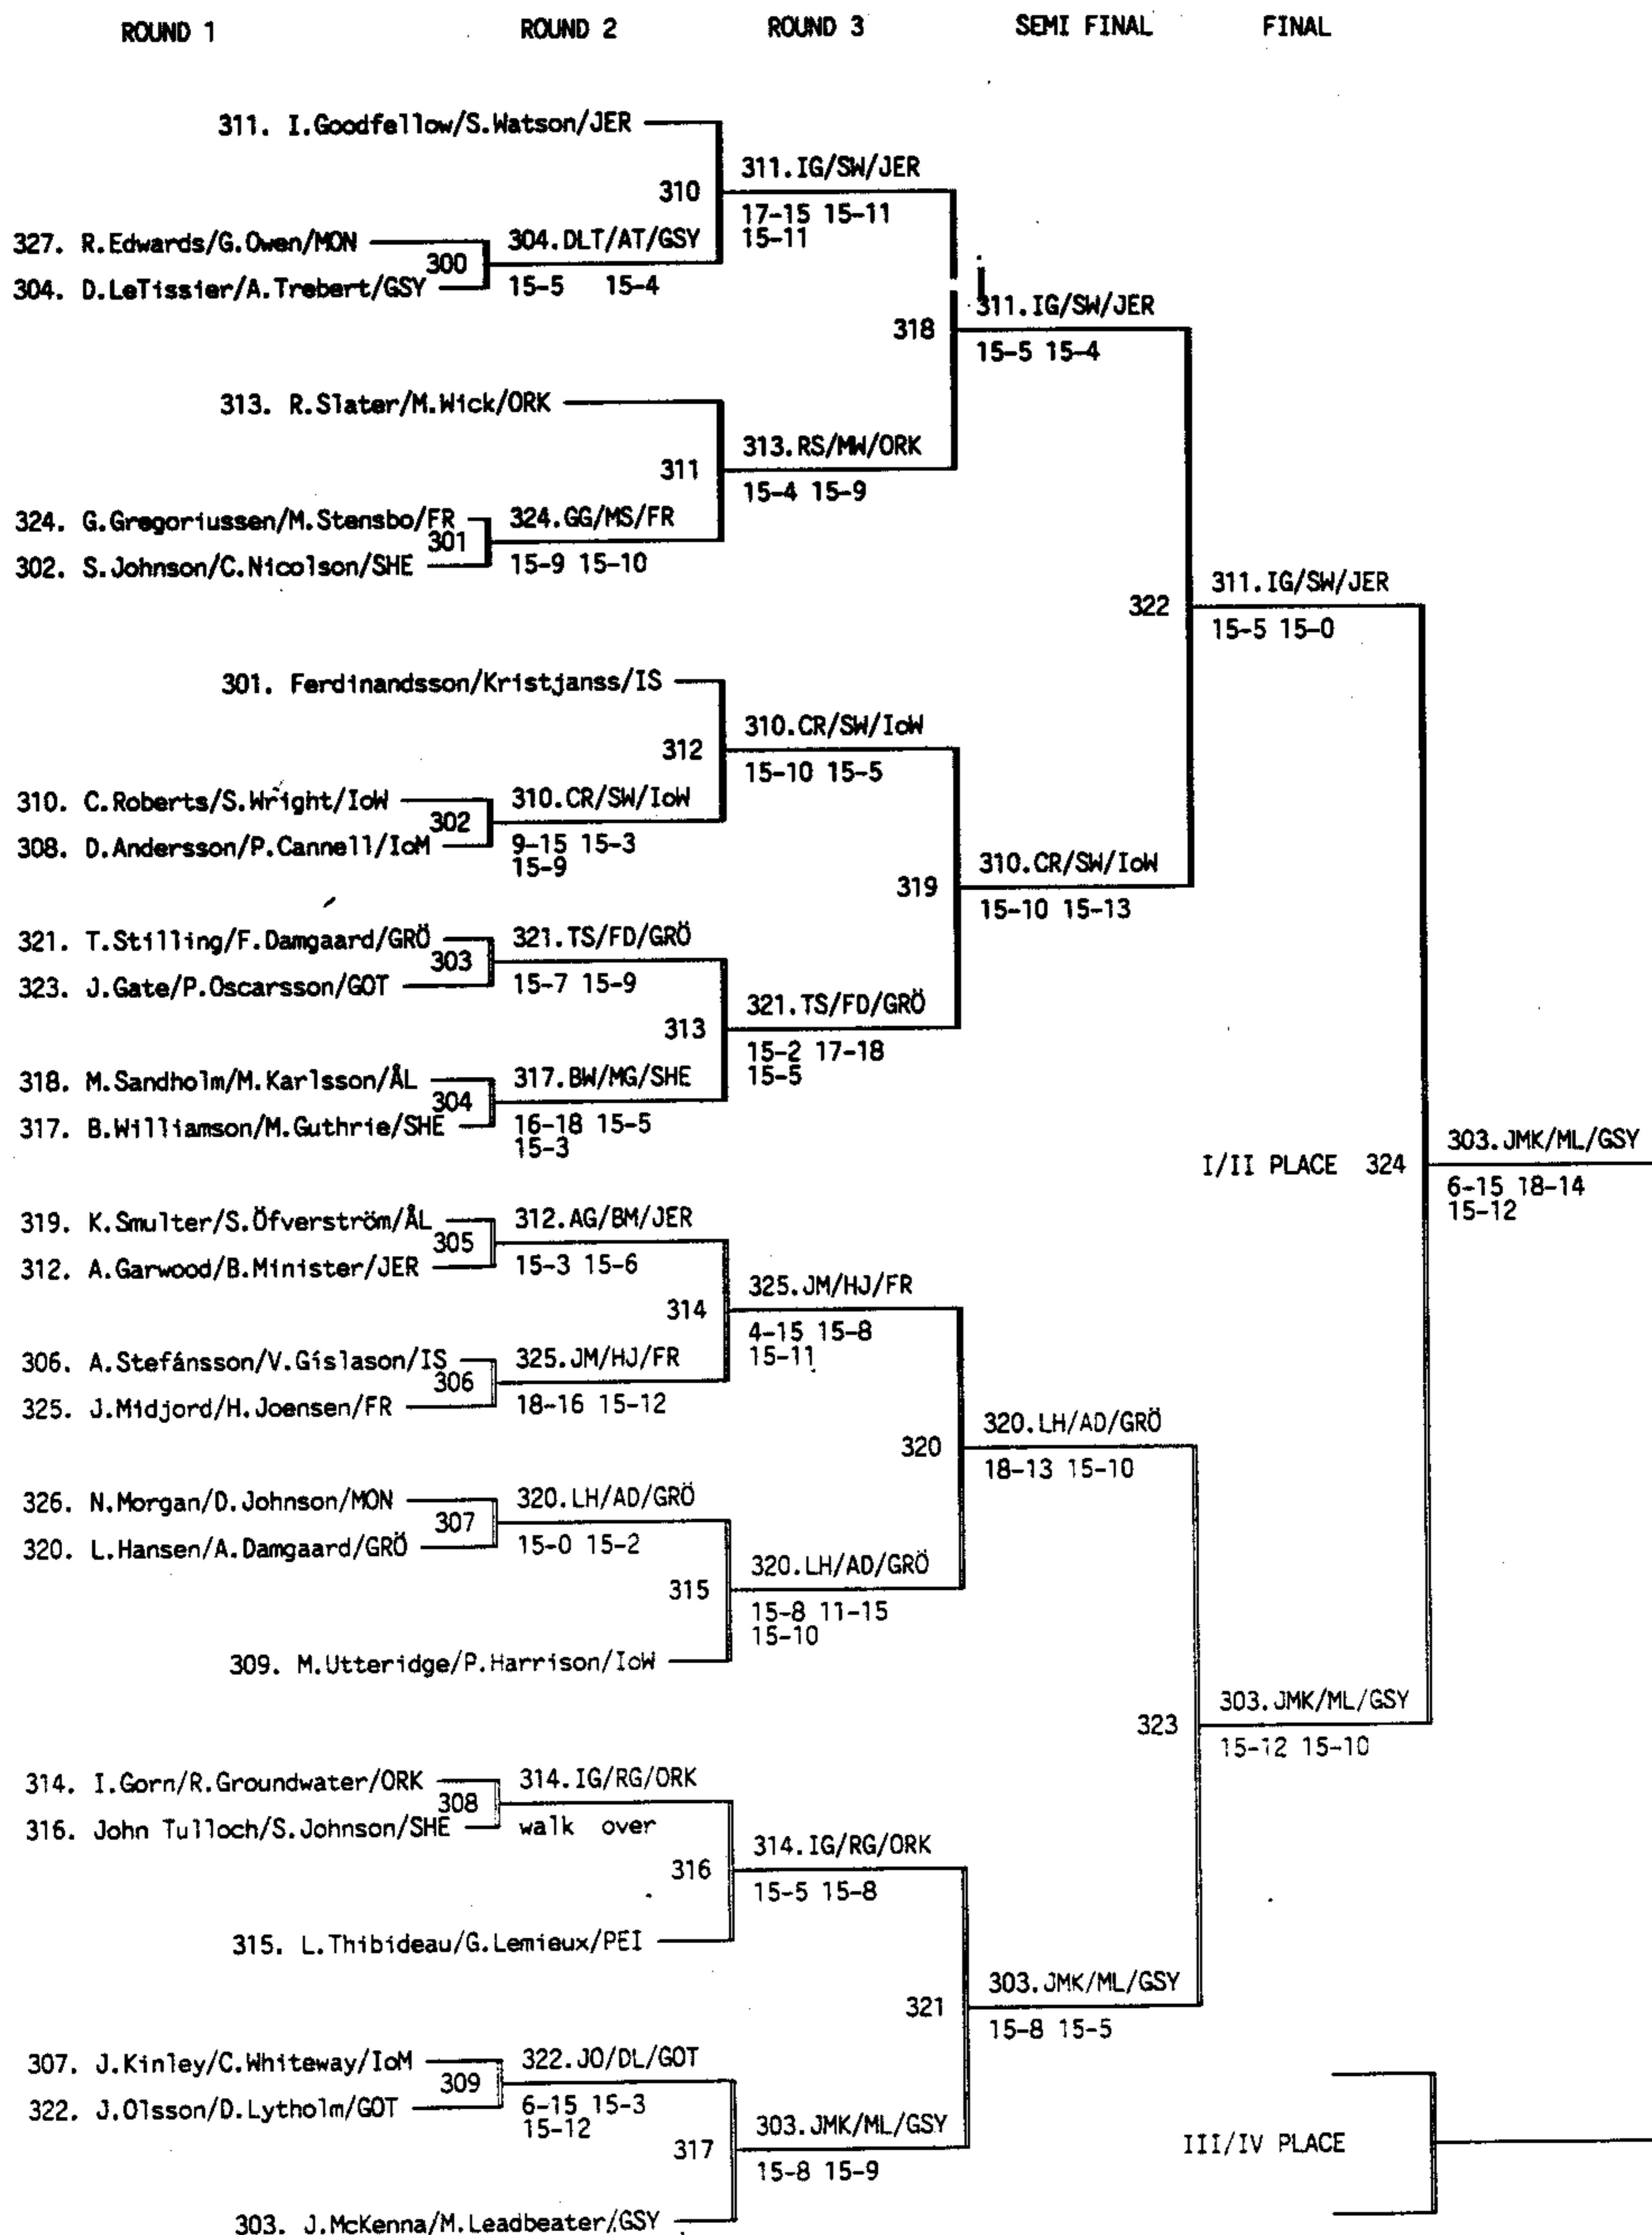 ROUND 1 ROUND 2 ROUND 3 SEMI FINAL FINAL
311. I.Goodfellow/S.Watson/JER
311.IG/SW/JER
310
17-15 15-11
327. R.Edwards/G.Owen/MON 304.DLT/AT/GSY 15-11
300
304. D.LeTissier/A.Trebert/GSY 15-5 15-4
311.IG/SW/JER
318
15-5 15-4
313. R.Slater/M.Wick/ORK
313.RS/MW/ORK
311
15-4 15-9
324. G.Gregoriussen/M.Stensbo/FR 324.GG/MS/FR
301
302. S.Johnson/C.Nicolson/SHE 15-9 15-10
311.IG/SW/JER
322
15-5 15-0
301. Ferdinandsson/Kristjanss/IS
310.CR/SW/IoW
312
15-10 15-5
310. C.Roberts/S.Wright/IoW 310.CR/SW/IoW
302
308. D.Andersson/P.Cannell/IoM 9-15 15-3
15-9
310.CR/SW/IoW
319
15-10 15-13
321. T.Stilling/F.Damgaard/GRÖ 321.TS/FD/GRÖ
303
323. J.Gate/P.Oscarsson/GOT 15-7 15-9
321.TS/FD/GRÖ
313
15-2 17-18
318. M.Sandholm/M.Karlsson/ÅL 317.BW/MG/SHE 15-5
304
317. B.Williamson/M.Guthrie/SHE 16-18 15-5
15-3
303.JMK/ML/GSY
I/II PLACE 324
6-15 18-14
15-12
319. K.Smulter/S.Öfverström/ÅL 312.AG/BM/JER
305
312. A.Garwood/B.Minister/JER 15-3 15-6
325.JM/HJ/FR
314
4-15 15-8
15-11
306. A.Stefánsson/V.Gíslason/IS 325.JM/HJ/FR
306
325. J.Midjord/H.Joensen/FR 18-16 15-12
320.LH/AD/GRÖ
320
18-13 15-10
326. N.Morgan/D.Johnson/MON 320.LH/AD/GRÖ
307
320. L.Hansen/A.Damgaard/GRÖ 15-0 15-2
320.LH/AD/GRÖ
315
15-8 11-15
15-10
309. M.Utteridge/P.Harrison/IoW
303.JMK/ML/GSY
323
15-12 15-10
314. I.Gorn/R.Groundwater/ORK 314.IG/RG/ORK
308
316. John Tulloch/S.Johnson/SHE walk over
314.IG/RG/ORK
316
15-5 15-8
315. L.Thibideau/G.Lemieux/PEI
303.JMK/ML/GSY
321
15-8 15-5
307. J.Kinley/C.Whiteway/IoM 322.JO/DL/GOT
309
322. J.Olsson/D.Lytholm/GOT 6-15 15-3
15-12
303.JMK/ML/GSY
317
15-8 15-9
III/IV PLACE
303. J.McKenna/M.Leadbeater/GSY